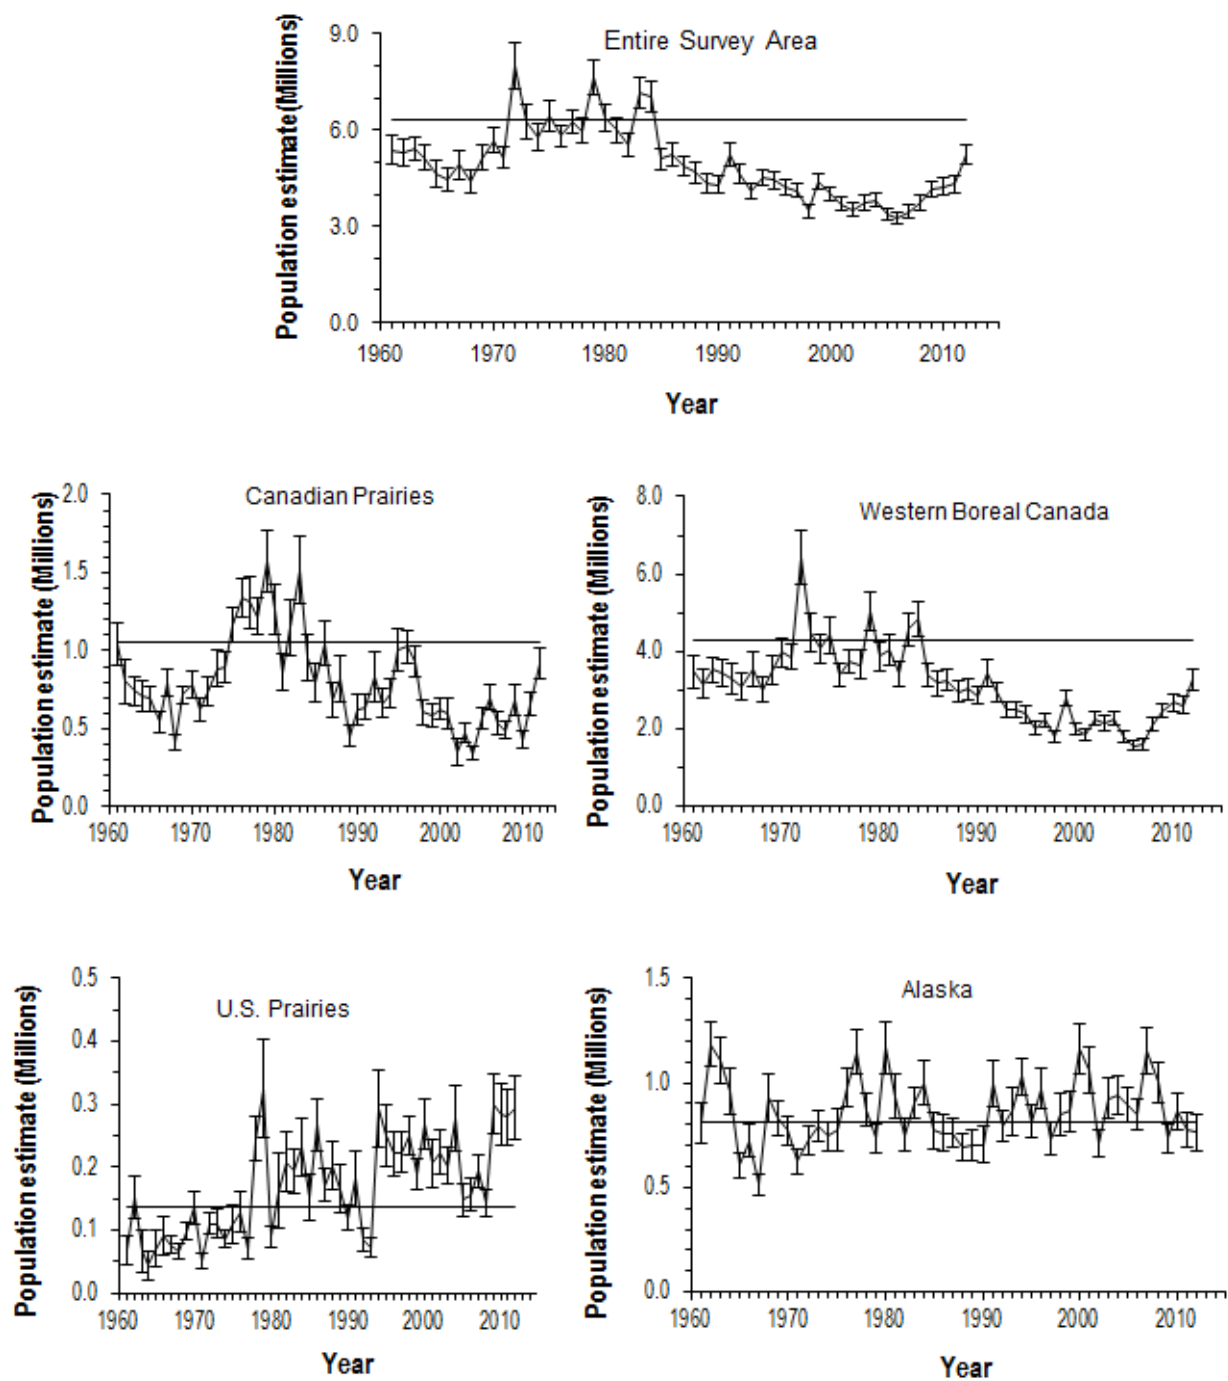 Entire Survey Area
Population estimate(Millions)
9.0
6.0
3.0
0.0
1960 1970 1980 1990 2000 2010
Year
Canadian Prairies
Population estimate (Millions)
2.0
1.5
1.0
0.5
0.0
1960 1970 1980 1990 2000 2010
Year
Western Boreal Canada
Population estimate (Millions)
8.0
6.0
4.0
2.0
0.0
1960 1970 1980 1990 2000 2010
Year
U.S. Prairies
Population estimate (Millions)
0.5
0.4
0.3
0.2
0.1
0.0
1960 1970 1980 1990 2000 2010
Year
Alaska
Population estimate (Millions)
1.5
1.0
0.5
0.0
1960 1970 1980 1990 2000 2010
Year